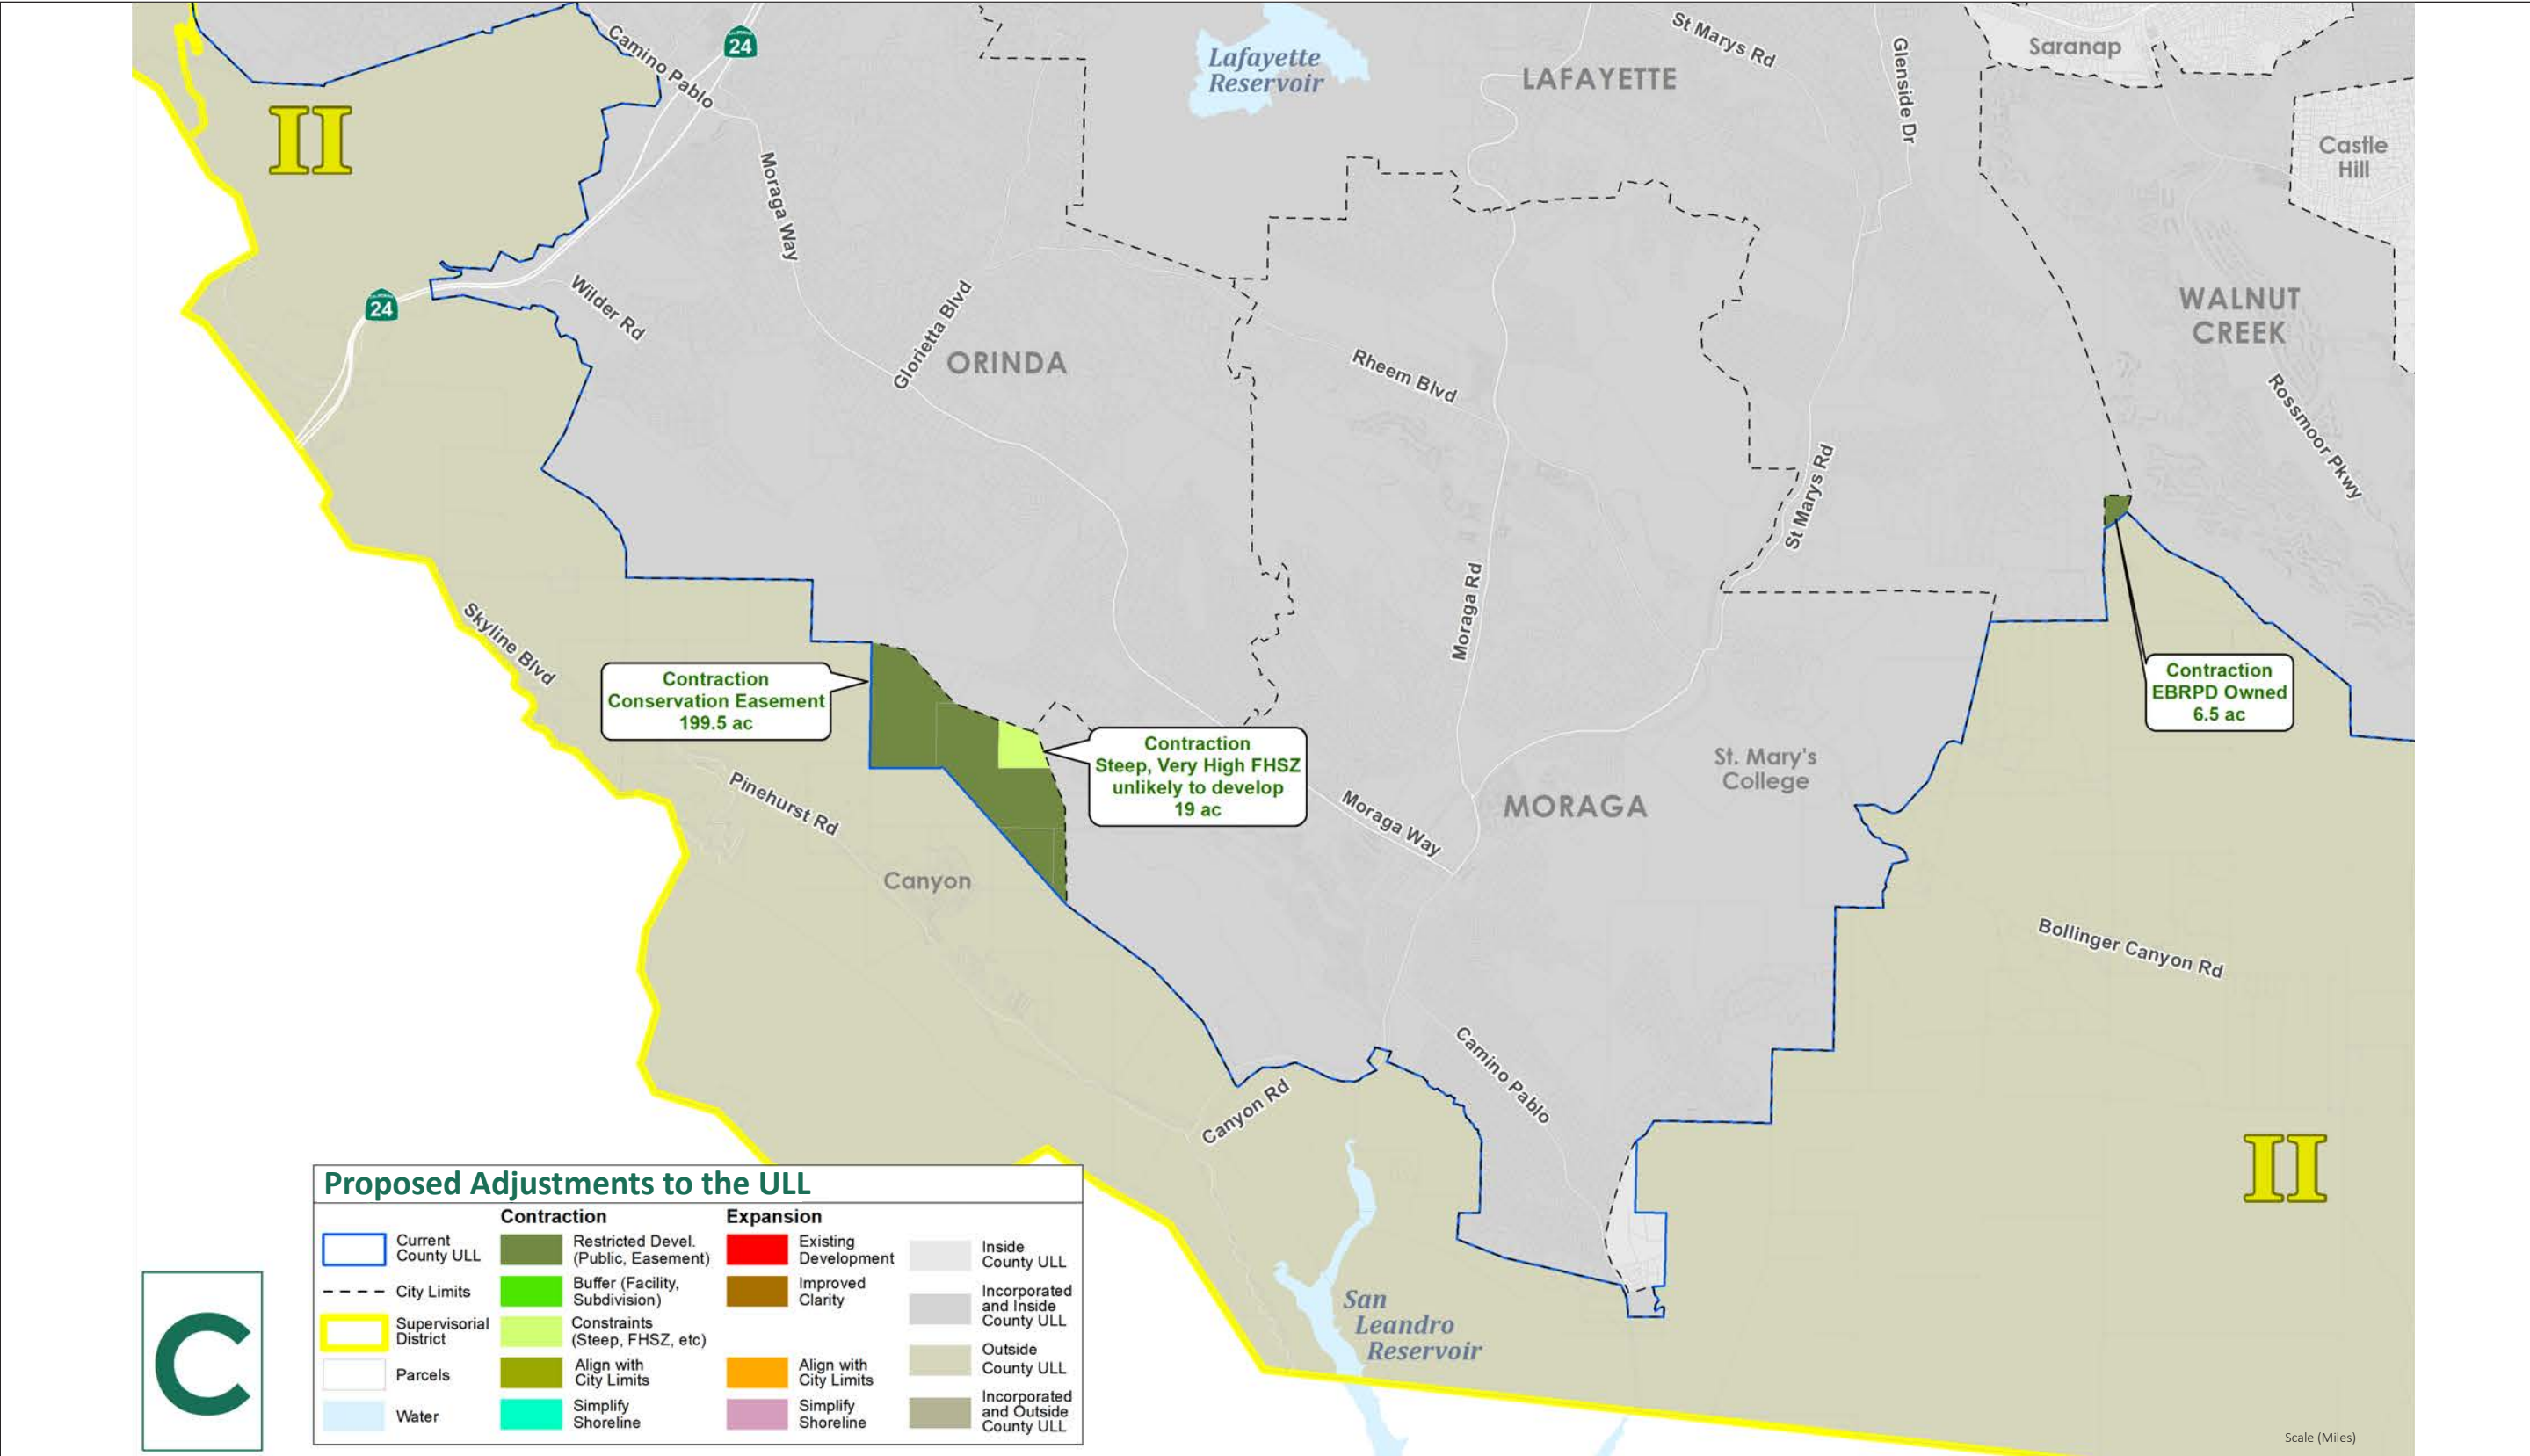 24
Camino Pablo
Lafayette
Reservoir
LAFAYETTE
St Marys Rd
Glenside Dr
Saranap
Castle
Hill
II
Moraga Way
24
Wilder Rd
Glorietta Blvd
ORINDA
Rheem Blvd
WALNUT
CREEK
Rossmoor Pkwy
St Marys Rd
Moraga Rd
Skyline Blvd
Contraction
Conservation Easement
199.5 ac
Contraction
EBRPD Owned
6.5 ac
Contraction
Steep, Very High FHSZ
unlikely to develop
19 ac
St. Mary's
College
Pinehurst Rd
Moraga Way
MORAGA
Canyon
Bollinger Canyon Rd
Camino Pablo
Canyon Rd
II
San
Leandro
Reservoir
Proposed Adjustments to the ULL
Current
County ULL
City Limits
Supervisorial
District
Parcels
Water
Contraction
Restricted Devel.
(Public, Easement)
Buffer (Facility,
Subdivision)
Constraints
(Steep, FHSZ, etc)
Align with
City Limits
Simplify
Shoreline
Expansion
Existing
Development
Improved
Clarity
Align with
City Limits
Simplify
Shoreline
Inside
County ULL
Incorporated
and Inside
County ULL
Outside
County ULL
Incorporated
and Outside
County ULL
C
Scale (Miles)